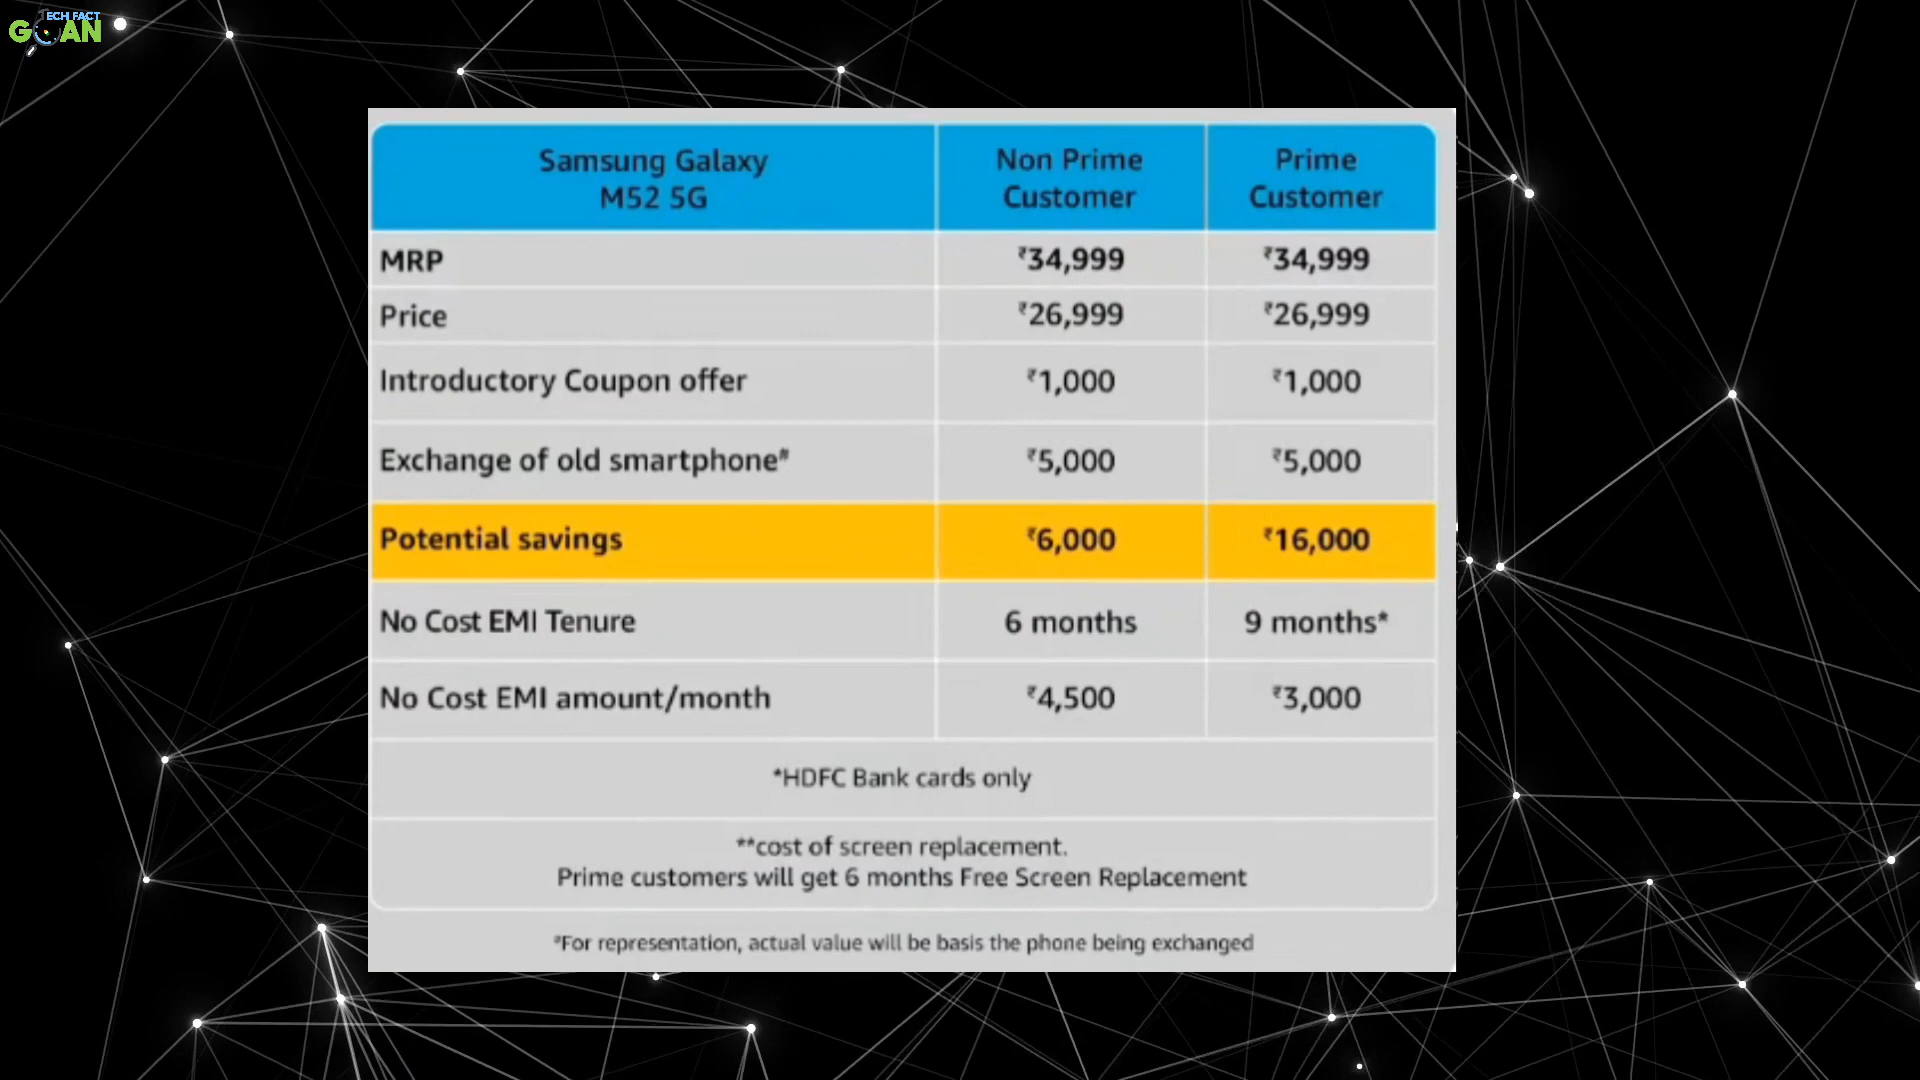 TECH FACT
GOAN
Samsung Galaxy
M52 5G
Non Prime
Customer
Prime
Customer
MRP ₹34,999 ₹34,999
Price ₹26,999 ₹26,999
Introductory Coupon offer ₹1,000 ₹1,000
Exchange of old smartphone# ₹5,000 ₹5,000
Potential savings ₹6,000 ₹16,000
No Cost EMI Tenure 6 months 9 months*
No Cost EMI amount/month ₹4,500 ₹3,000
*HDFC Bank cards only
**cost of screen replacement.
Prime customers will get 6 months Free Screen Replacement
#For representation, actual value will be basis the phone being exchanged